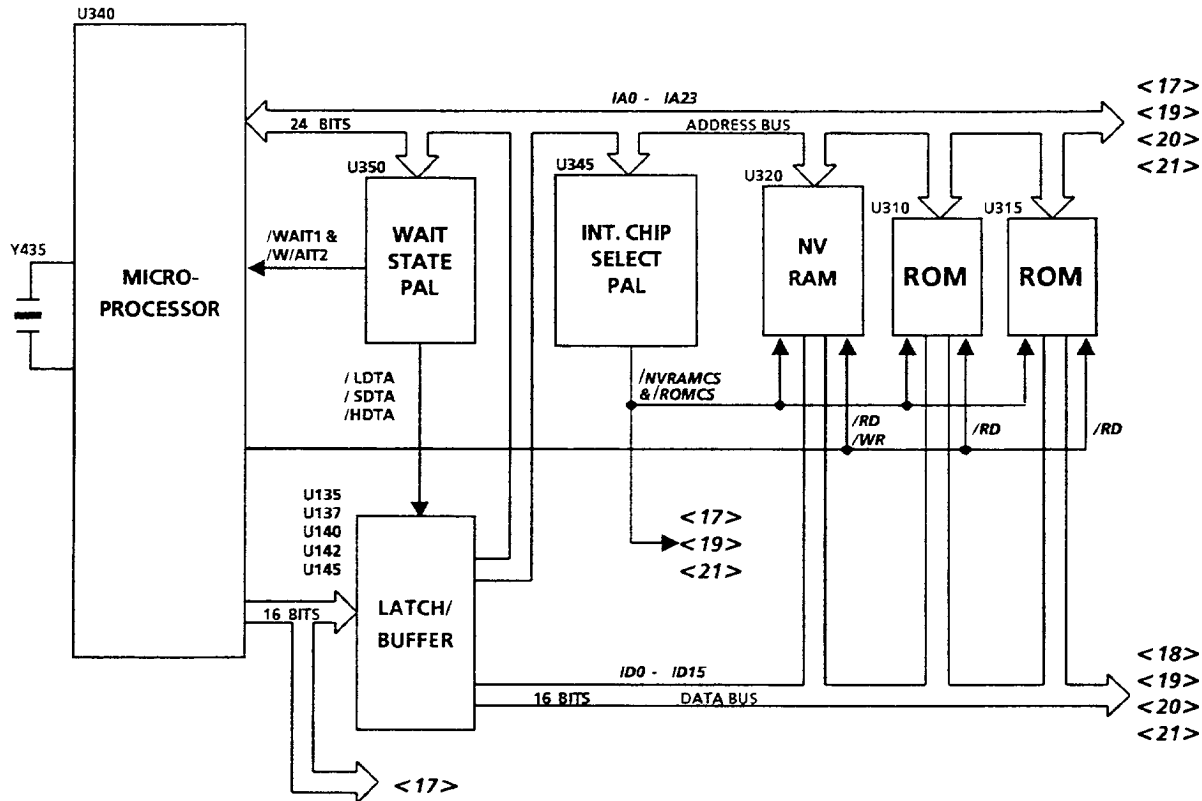 U340
IA0 - IA23
24 BITS
ADDRESS BUS
<17>
<19>
<20>
<21>
U350
U345
U320
U310
U315
Y435
MICRO-
PROCESSOR
/WAIT1 &
/W/AIT2
WAIT
STATE
PAL
INT. CHIP
SELECT
PAL
NV
RAM
ROM
ROM
/ LDTA
/ SDTA
/HDTA
/NVRAMCS
& /ROMCS
/RD
/WR
/RD
/RD
U135
U137
U140
U142
U145
<17>
<19>
<21>
16 BITS
LATCH/
BUFFER
ID0 - ID15
16 BITS
DATA BUS
<18>
<19>
<20>
<21>
<17>